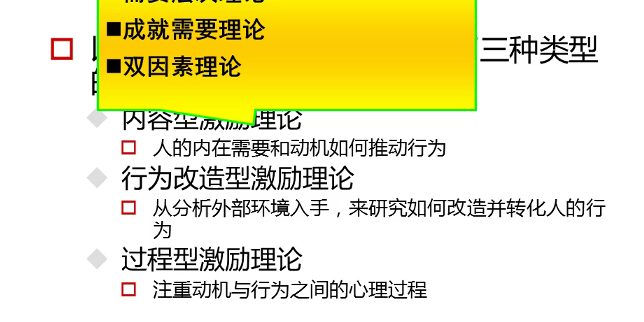 ■成就需要理论
■双因素理论
三种类型
内容型激励理论
人的内在需要和动机如何推动行为
行为改造型激励理论
从分析外部环境入手，来研究如何改造并转化人的行
为
过程型激励理论
注重动机与行为之间的心理过程